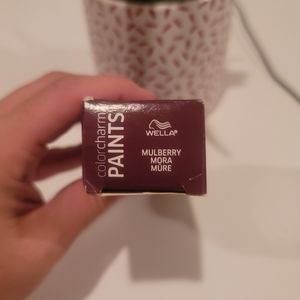 colorcharm
PAINTS
WELLA®
MULBERRY
MORA
MÛRE